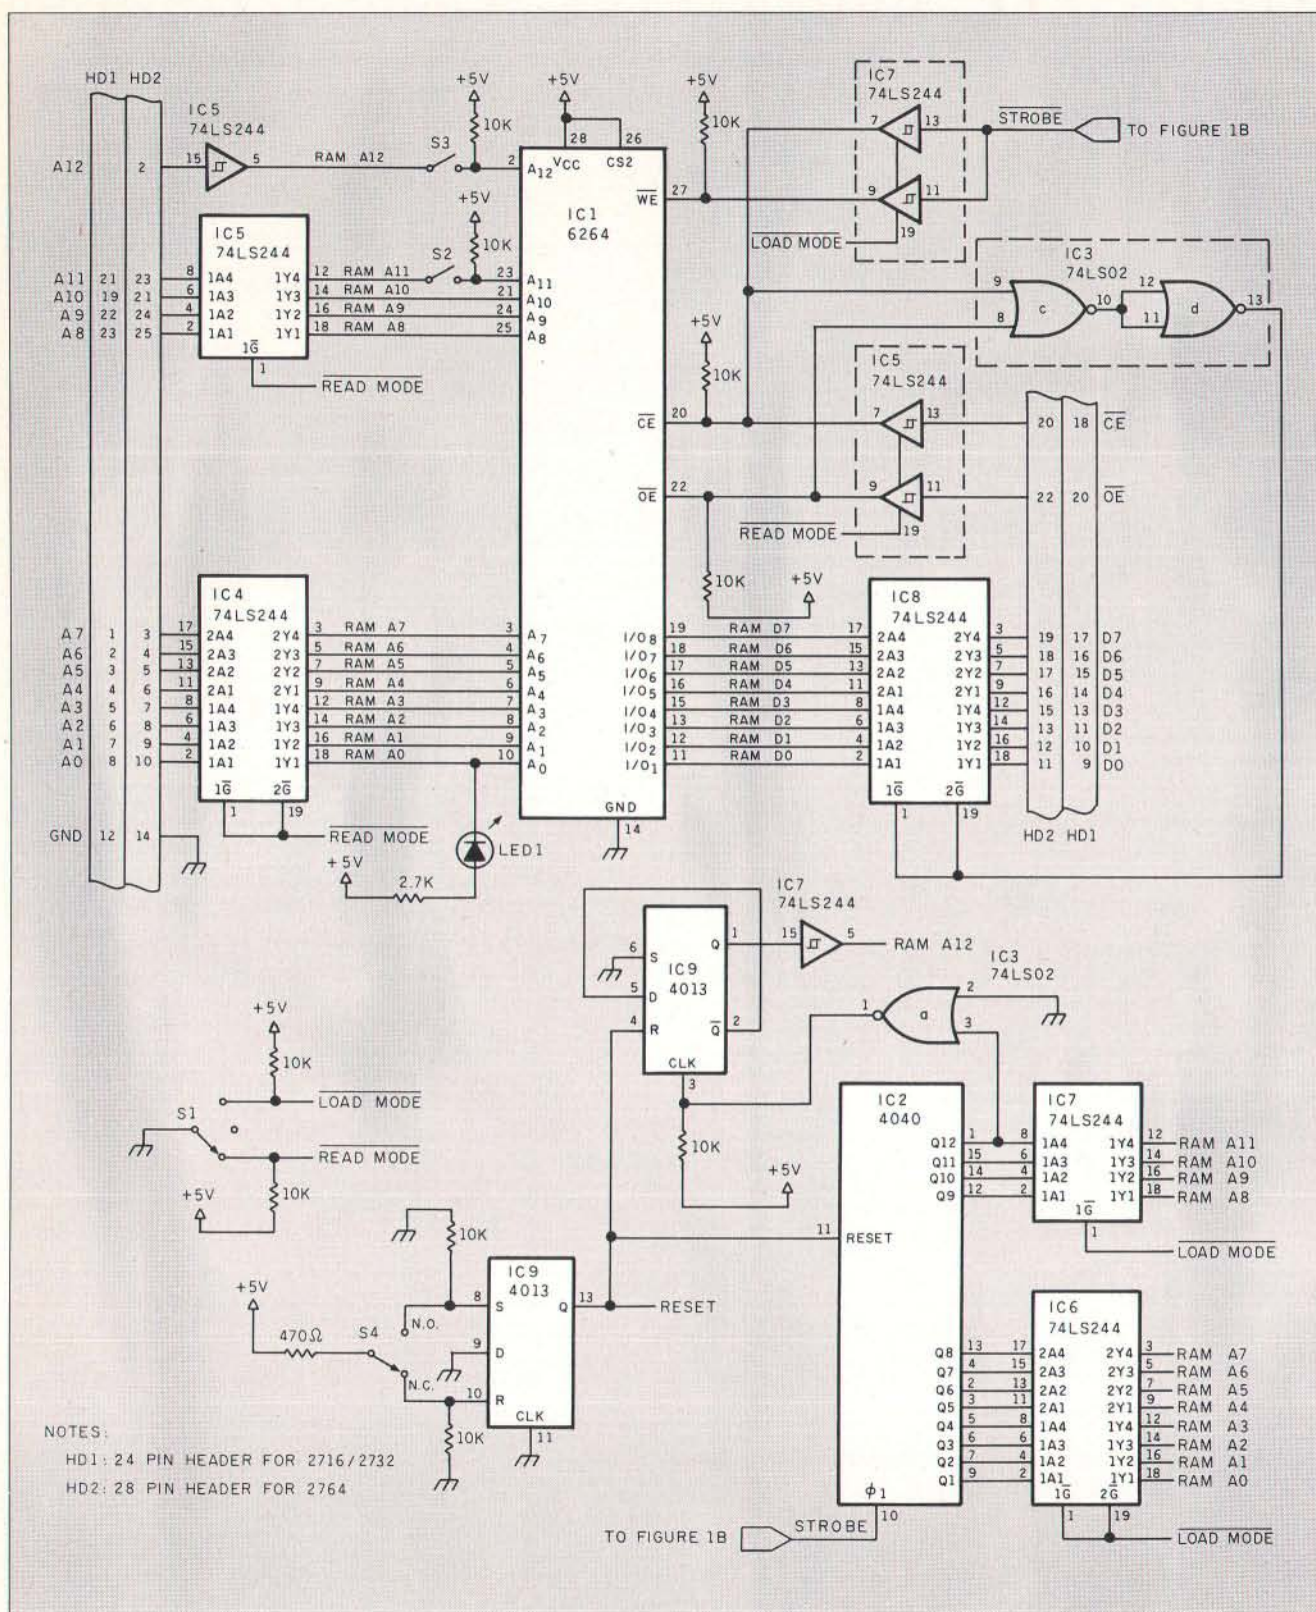 HD1 HD2
IC5
74LS244
A12 2 15 5 RAM A12 S3
+5V 10K
+5V 28 26 VCC CS2
2 A12
IC1
6264
+5V 10K
27 WE
IC7
74LS244
7 13
9 11
19
LOAD MODE
STROBE TO FIGURE 1B
IC5
74LS244
+5V 10K S2
A11 21 23 8 1A4 1Y4 12 RAM A11 23 A11
A10 19 21 6 1A3 1Y3 14 RAM A10 21 A10
A9 22 24 4 1A2 1Y2 16 RAM A9 24 A9
A8 23 25 2 1A1 1Y1 18 RAM A8 25 A8
1G
1
READ MODE
IC3
74LS02
9 8 c 10 12 11 d 13
+5V 10K
IC5
74LS244
CE 20 7 13 20 18 CE
OE 22 9 11 22 20 OE
READ MODE 19
10K +5V
IC4
74LS244
A7 1 3 17 2A4 2Y4 3 RAM A7 3 A7
A6 2 4 15 2A3 2Y3 5 RAM A6 4 A6
A5 3 5 13 2A2 2Y2 7 RAM A5 5 A5
A4 4 6 11 2A1 2Y1 9 RAM A4 6 A4
A3 5 7 8 1A4 1Y4 12 RAM A3 7 A3
A2 6 8 6 1A3 1Y3 14 RAM A2 8 A2
A1 7 9 4 1A2 1Y2 16 RAM A1 9 A1
A0 8 10 2 1A1 1Y1 18 RAM A0 10 A0
1G 2G
1 19
READ MODE
GND 12 14
+5V 2.7K LED1
GND
14
IC8
74LS244
I/O8 19 RAM D7 17 2A4 2Y4 3 19 17 D7
I/O7 18 RAM D6 15 2A3 2Y3 5 18 16 D6
I/O6 17 RAM D5 13 2A2 2Y2 7 17 15 D5
I/O5 16 RAM D4 11 2A1 2Y1 9 16 14 D4
I/O4 15 RAM D3 8 1A4 1Y4 12 15 13 D3
I/O3 13 RAM D2 6 1A3 1Y3 14 13 11 D2
I/O2 12 RAM D1 4 1A2 1Y2 16 12 10 D1
I/O1 11 RAM D0 2 1A1 1Y1 18 11 9 D0
1G 2G
1 19
HD2 HD1
6 S Q 1
IC9
4013
5 D
4 R Q 2
CLK
3
10K +5V
IC7
74LS244
15 5 RAM A12
IC3
74LS02
1 a 2
3
+5V
10K
LOAD MODE
S1
READ MODE
+5V 10K
IC2
4040
IC7
74LS244
Q12 1 8 1A4 1Y4 12 RAM A11
Q11 15 6 1A3 1Y3 14 RAM A10
Q10 14 4 1A2 1Y2 16 RAM A9
Q9 12 2 1A1 1Y1 18 RAM A8
1G
1
LOAD MODE
11 RESET
10K
IC9
4013
8 S Q 13 RESET
+5V 470Ω S4 N.O.
9 D
N.C.
10 R
CLK
11
10K
IC6
74LS244
Q8 13 17 2A4 2Y4 3 RAM A7
Q7 4 15 2A3 2Y3 5 RAM A6
Q6 2 13 2A2 2Y2 7 RAM A5
Q5 3 11 2A1 2Y1 9 RAM A4
Q4 5 8 1A4 1Y4 12 RAM A3
Q3 6 6 1A3 1Y3 14 RAM A2
Q2 7 4 1A2 1Y2 16 RAM A1
Q1 9 2 1A1 1Y1 18 RAM A0
1G 2G
1 19
LOAD MODE
ϕ1
10
TO FIGURE 1B STROBE
NOTES:
HD1: 24 PIN HEADER FOR 2716/2732
HD2: 28 PIN HEADER FOR 2764